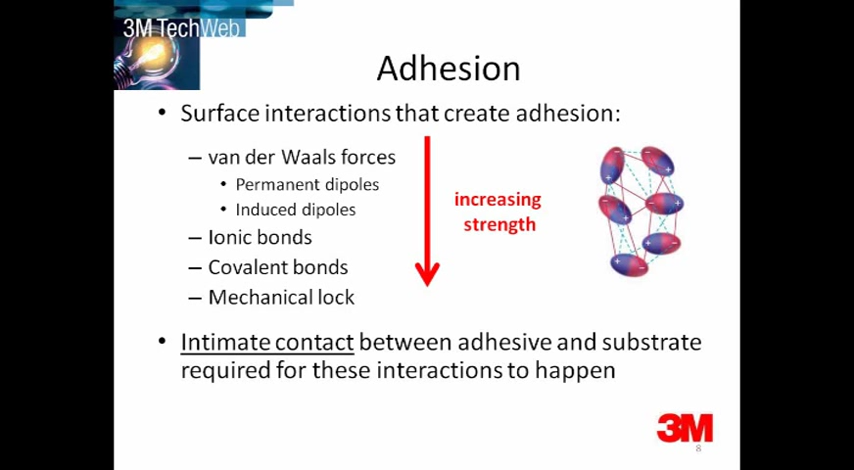 3M TechWeb
Adhesion
• Surface interactions that create adhesion:
– van der Waals forces
• Permanent dipoles
• Induced dipoles
– Ionic bonds
– Covalent bonds
– Mechanical lock
increasing
strength
• Intimate contact between adhesive and substrate
required for these interactions to happen
3M
8